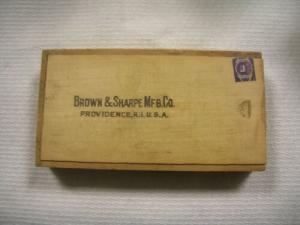 BROWN & SHARPE MFG. CO.
PROVIDENCE, R.I. U.S.A.